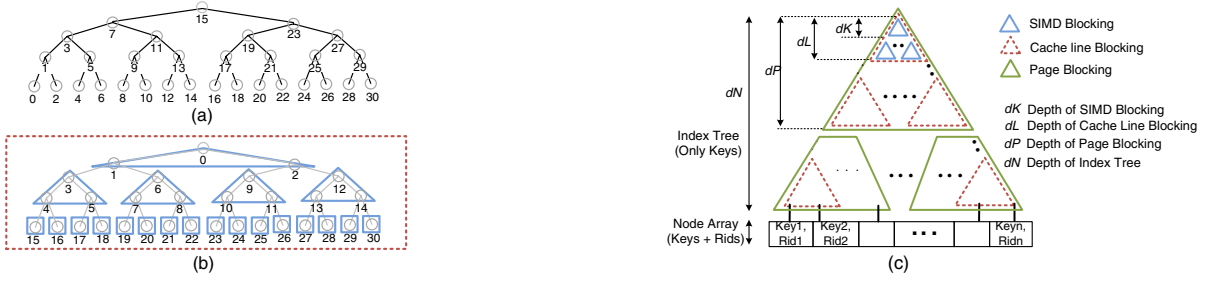 15
7 23
3 11 19 27
1 5 9 13 17 21 25 29
0 2 4 6 8 10 12 14 16 18 20 22 24 26 28 30
(a)
0
1 2
3 6 9 12
4 5 7 8 10 11 13 14
15 16 17 18 19 20 21 22 23 24 25 26 27 28 29 30
(b)
dK
dL
dP
dN
Index Tree
(Only Keys)
Node Array
(Keys + Rids)
Key1,
Rid1
Key2,
Rid2
Keyn,
Ridn
(c)
SIMD Blocking
Cache line Blocking
Page Blocking
dK Depth of SIMD Blocking
dL Depth of Cache Line Blocking
dP Depth of Page Blocking
dN Depth of Index Tree